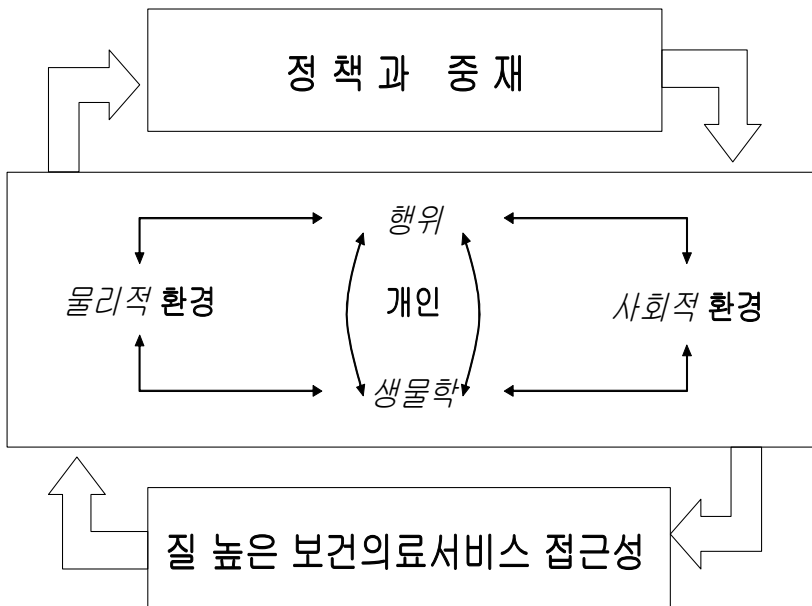 정책과 중재
행위
물리적 환경
개인
사회적 환경
생물학
질 높은 보건의료서비스 접근성